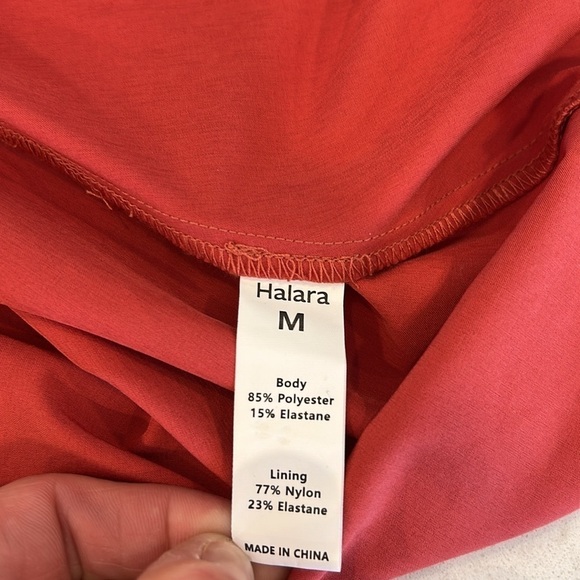 Halara
M
Body
85% Polyester
15% Elastane
Lining
77% Nylon
23% Elastane
MADE IN CHINA